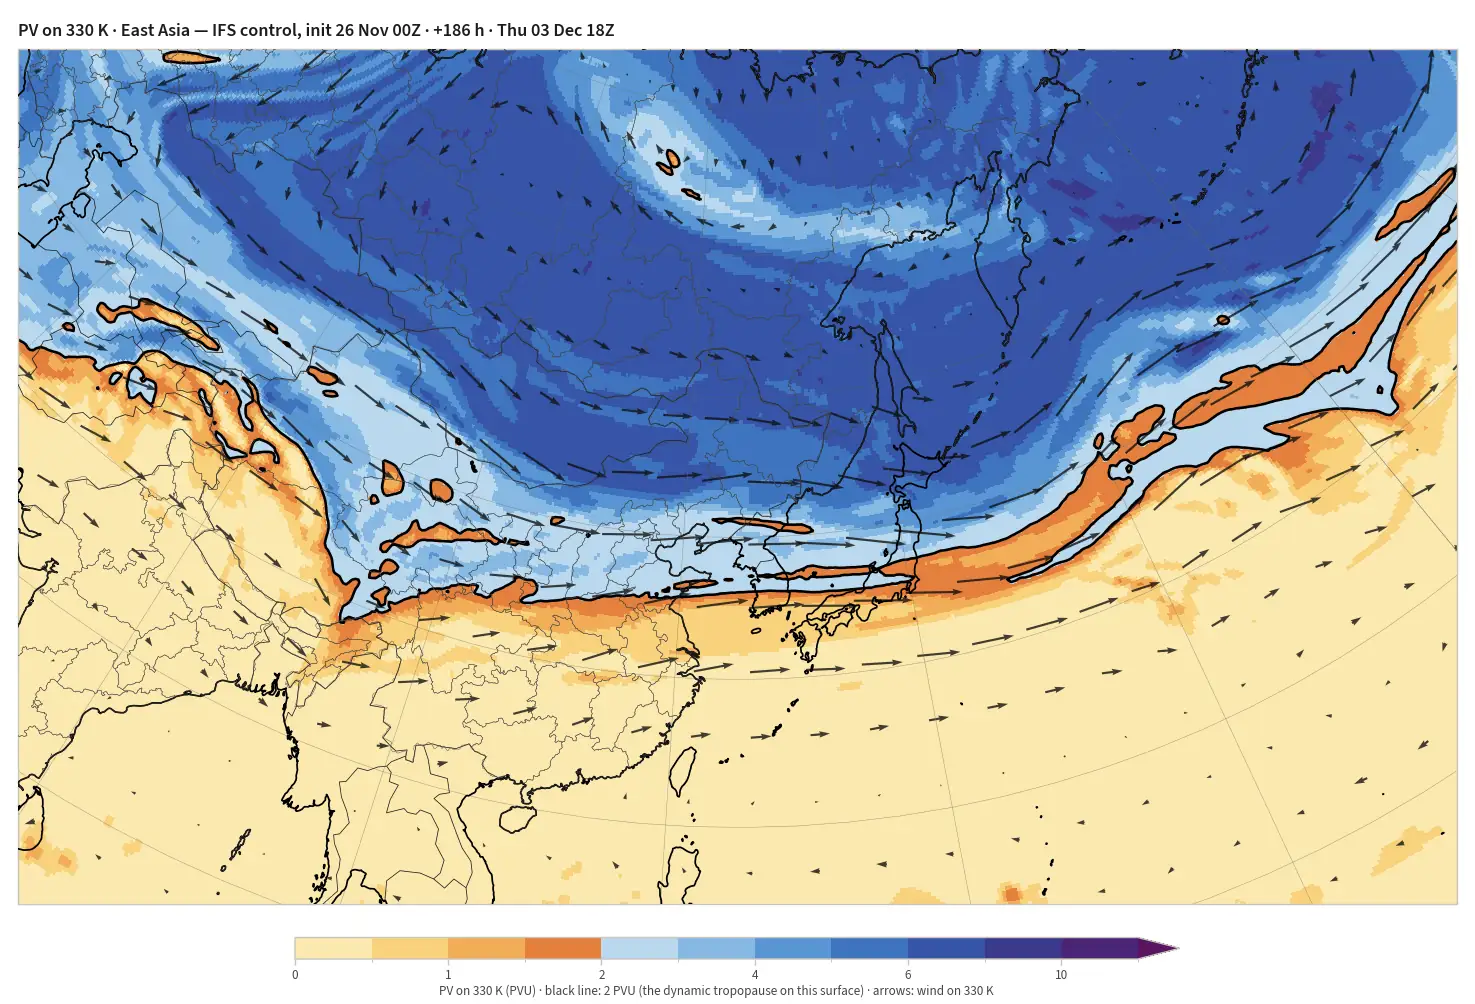 PV on 330 K · East Asia — IFS control, init 26 Nov 00Z · +186 h · Thu 03 Dec 18Z
0 1 2 4 6 10
PV on 330 K (PVU) · black line: 2 PVU (the dynamic tropopause on this surface) · arrows: wind on 330 K